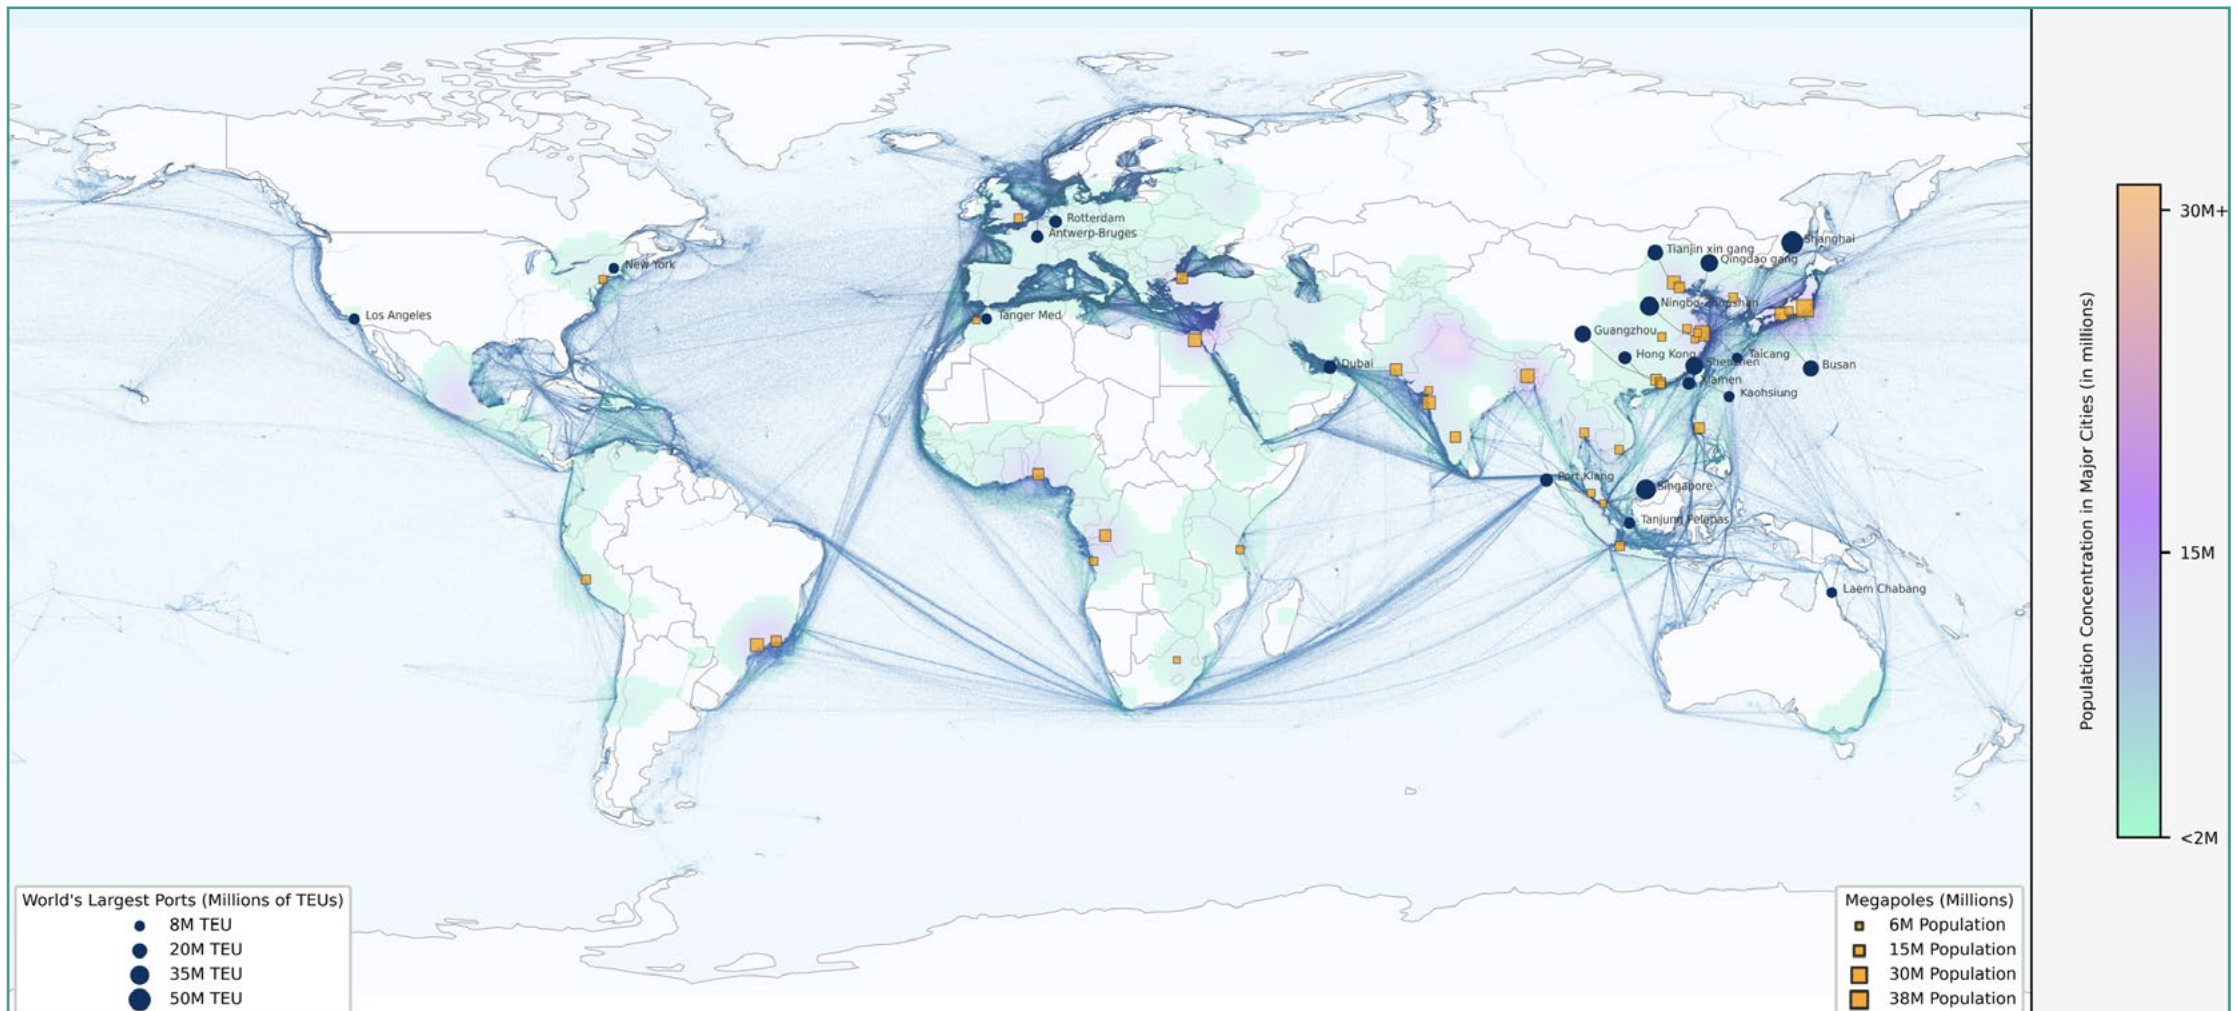 Rotterdam
Antwerp-Bruges
New York
Los Angeles
Tanger Med
Dubai
Tianjin xin gang
Shanghai
Qingdao gang
Ningbo-Zhoushan
Guangzhou
Hong Kong
Shenzhen
Taicang
Xiamen
Busan
Kaohsiung
Port Klang
Singapore
Tanjung Pelepas
Laem Chabang
World's Largest Ports (Millions of TEUs)
8M TEU
20M TEU
35M TEU
50M TEU
Megapoles (Millions)
6M Population
15M Population
30M Population
38M Population
Population Concentration in Major Cities (in millions)
30M+
15M
<2M